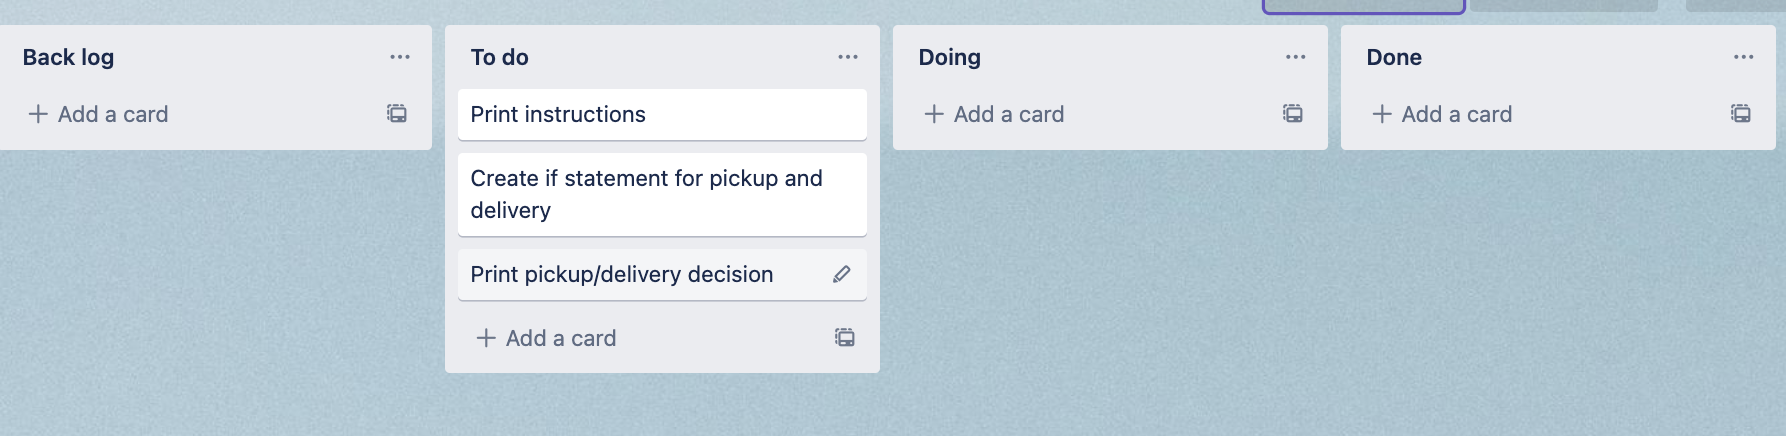 Back log
Add a card
To do
Print instructions
Create if statement for pickup and
delivery
Print pickup/delivery decision
Add a card
Doing
Add a card
Done
Add a card